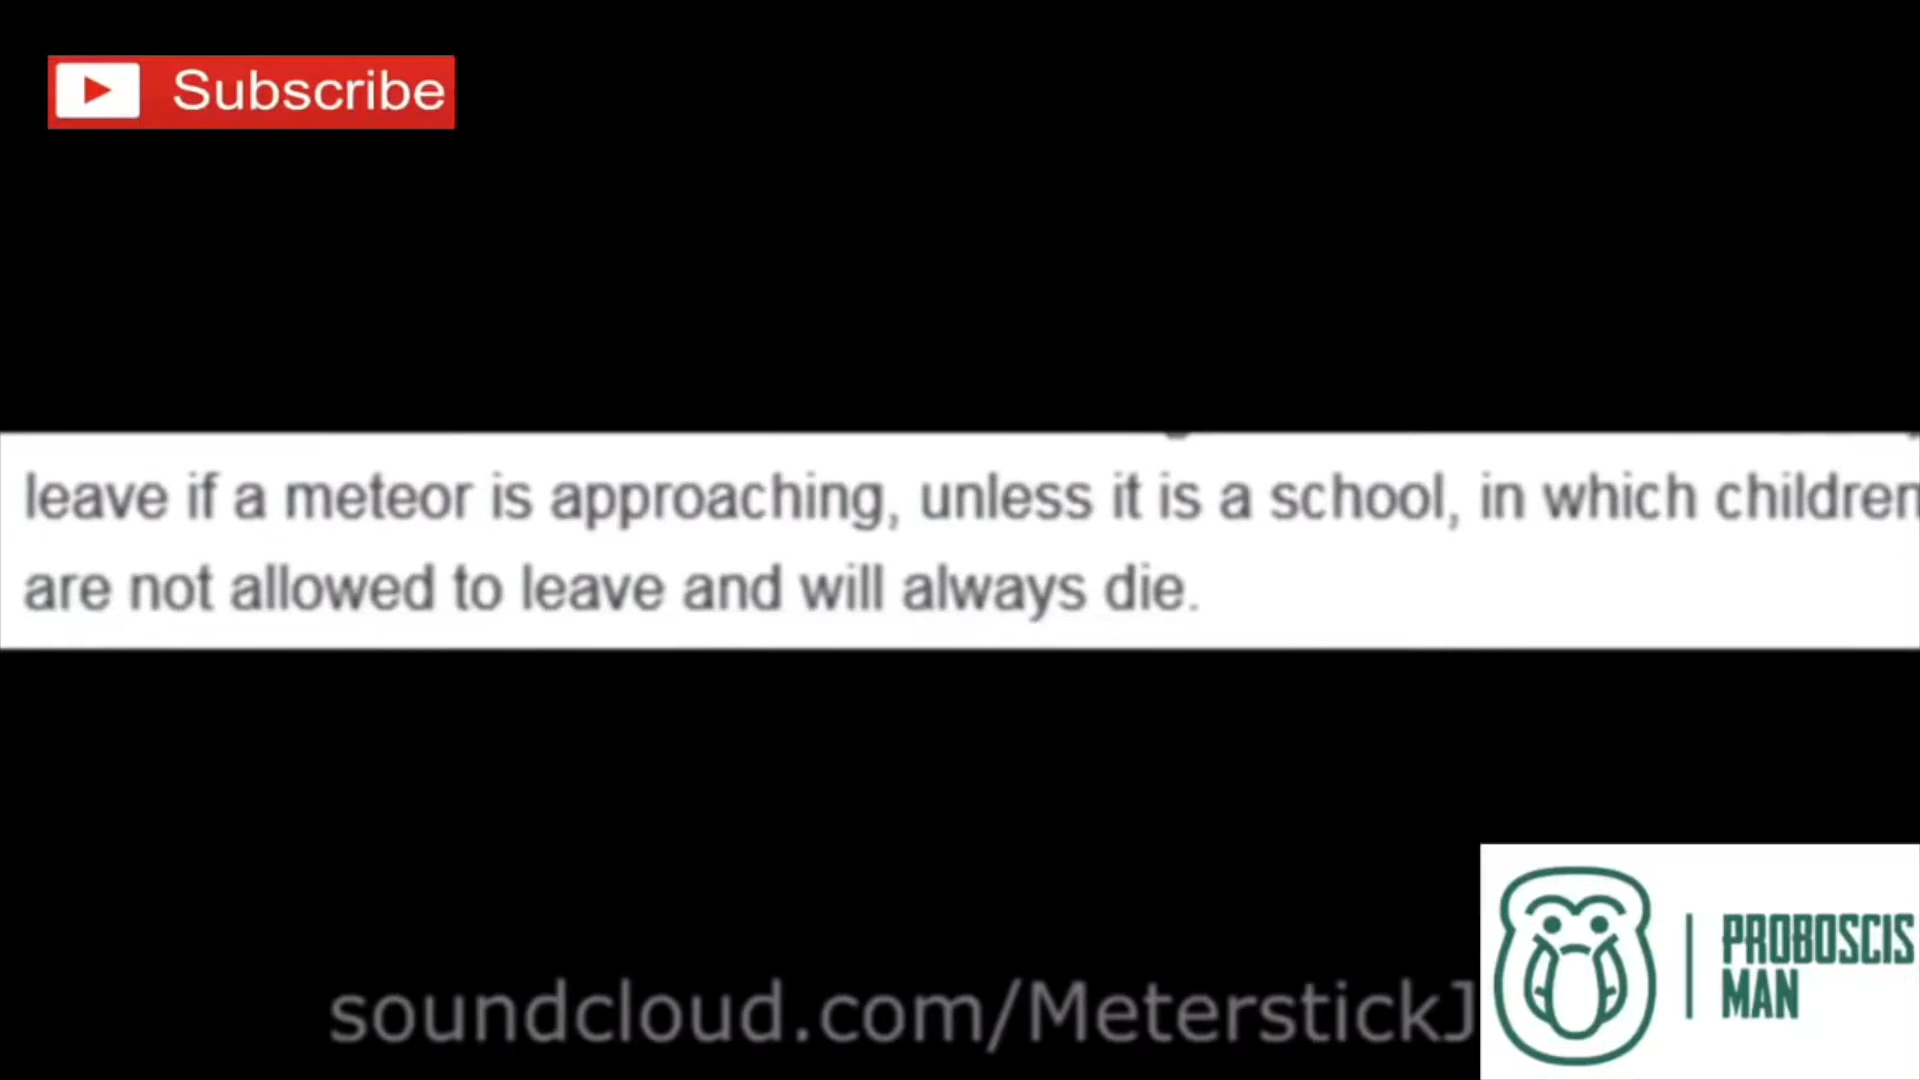 Subscribe
leave if a meteor is approaching, unless it is a school, in which children
are not allowed to leave and will always die.
soundcloud.com/MeterstickJ
PROBOSCIS
MAN